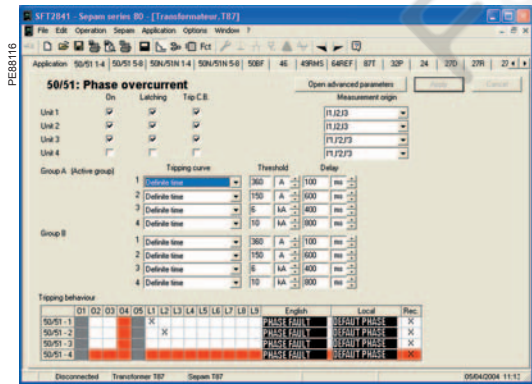 PE88116
SFT2841 - Sepam series 80 - [Transformateur.T87]
File Edit Operation Sepam Application Options Window ?
Fct
Application 50/51 1-4 50/51 5-8 50N/51N 1-4 50N/51N 5-8 50BF 46 49RMS 64REF 87T 32P 24 27D 27R 27
50/51: Phase overcurrent
Open advanced parameters Apply Cancel
On Latching Trip C.B. Measurement origin
Unit 1 I1,I2,I3
Unit 2 I1,I2,I3
Unit 3 I'1,I'2,I'3
Unit 4 I'1,I'2,I'3
Group A (Active group) Tripping curve Threshold Delay
1 Definite time 360 A 100 ms
2 Definite time 150 A 600 ms
3 Definite time 6 kA 400 ms
4 Definite time 10 kA 800 ms
Group B
1 Definite time 360 A 100 ms
2 Definite time 150 A 600 ms
3 Definite time 6 kA 400 ms
4 Definite time 10 kA 800 ms
Tripping behaviour
O1 O2 O3 O4 O5 L1 L2 L3 L4 L5 L6 L7 L8 L9 English Local Rec.
50/51 - 1 X PHASE FAULT DEFAUT PHASE X
50/51 - 2 X PHASE FAULT DEFAUT PHASE X
50/51 - 3 PHASE FAULT DEFAUT PHASE X
50/51 - 4 PHASE FAULT DEFAUT PHASE X
Disconnected Transformer T87 Sepam T87 05/04/2004 11:13